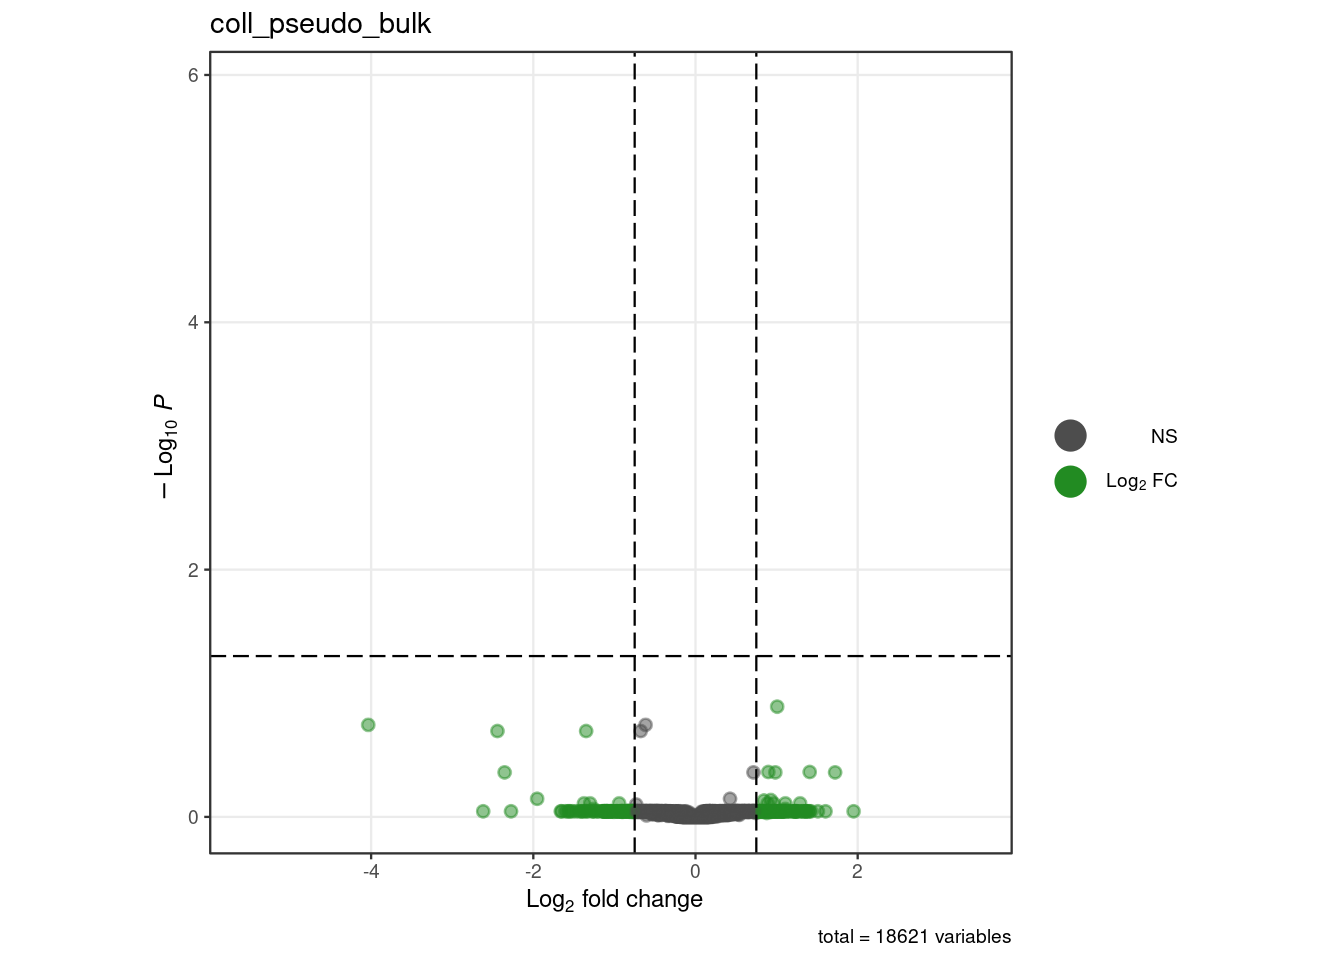 coll_pseudo_bulk
6
4
2
0
− Log10 P
-4
-2
0
2
Log2 fold change
NS
Log2 FC
total = 18621 variables